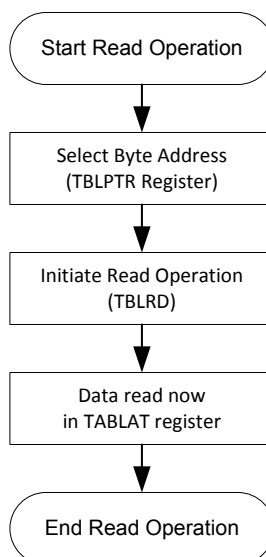 Start Read Operation
Select Byte Address
(TBLPTR Register)
Initiate Read Operation
(TBLRD)
Data read now
in TABLAT register
End Read Operation